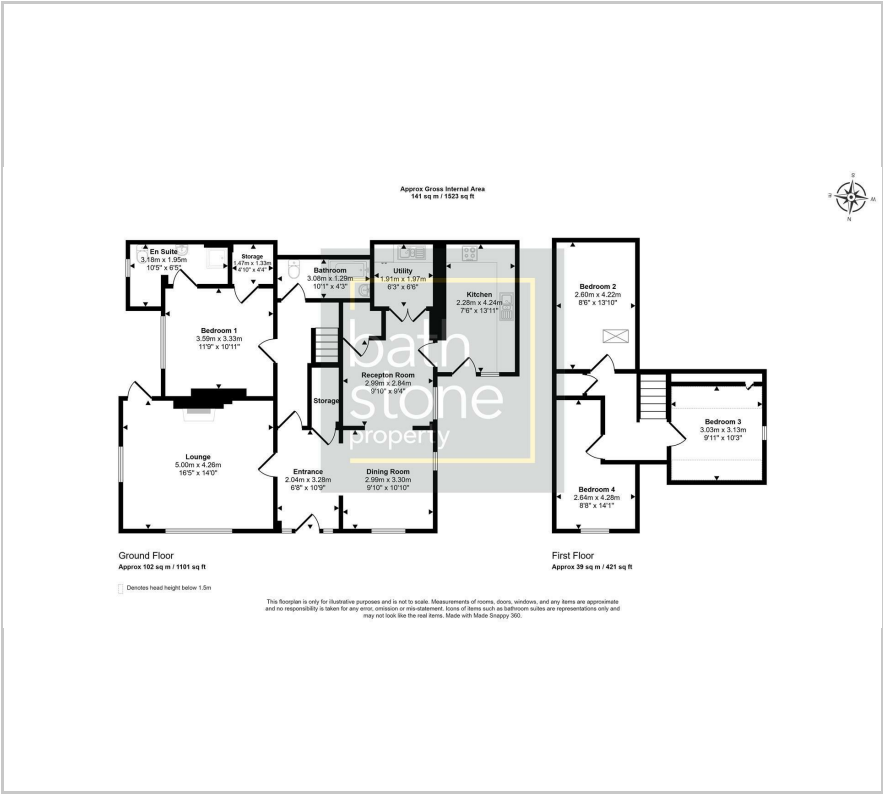 Approx Gross Internal Area
141 sq m / 1523 sq ft
S
E
W
N
En Suite
3.18m x 1.95m
10'5" x 6'5"
Storage
1.47m x 1.33m
4'10" x 4'4"
Bathroom
3.08m x 1.29m
10'1" x 4'3"
Utility
1.91m x 1.97m
6'3" x 6'6"
Kitchen
2.28m x 4.24m
7'6" x 13'11"
Bedroom 1
3.59m x 3.33m
11'9" x 10'11"
Recepton Room
2.99m x 2.84m
9'10" x 9'4"
Storage
Lounge
5.00m x 4.26m
16'5" x 14'0"
Entrance
2.04m x 3.28m
6'8" x 10'9"
Dining Room
2.99m x 3.30m
9'10" x 10'10"
bath
stone
property
Bedroom 2
2.60m x 4.22m
8'6" x 13'10"
Bedroom 3
3.03m x 3.13m
9'11" x 10'3"
Bedroom 4
2.64m x 4.28m
8'8" x 14'1"
Ground Floor
Approx 102 sq m / 1101 sq ft
First Floor
Approx 39 sq m / 421 sq ft
Denotes head height below 1.5m
This floorplan is only for illustrative purposes and is not to scale. Measurements of rooms, doors, windows, and any items are approximate
and no responsibility is taken for any error, omission or mis-statement. Icons of items such as bathroom suites are representations only and
may not look like the real items. Made with Made Snappy 360.